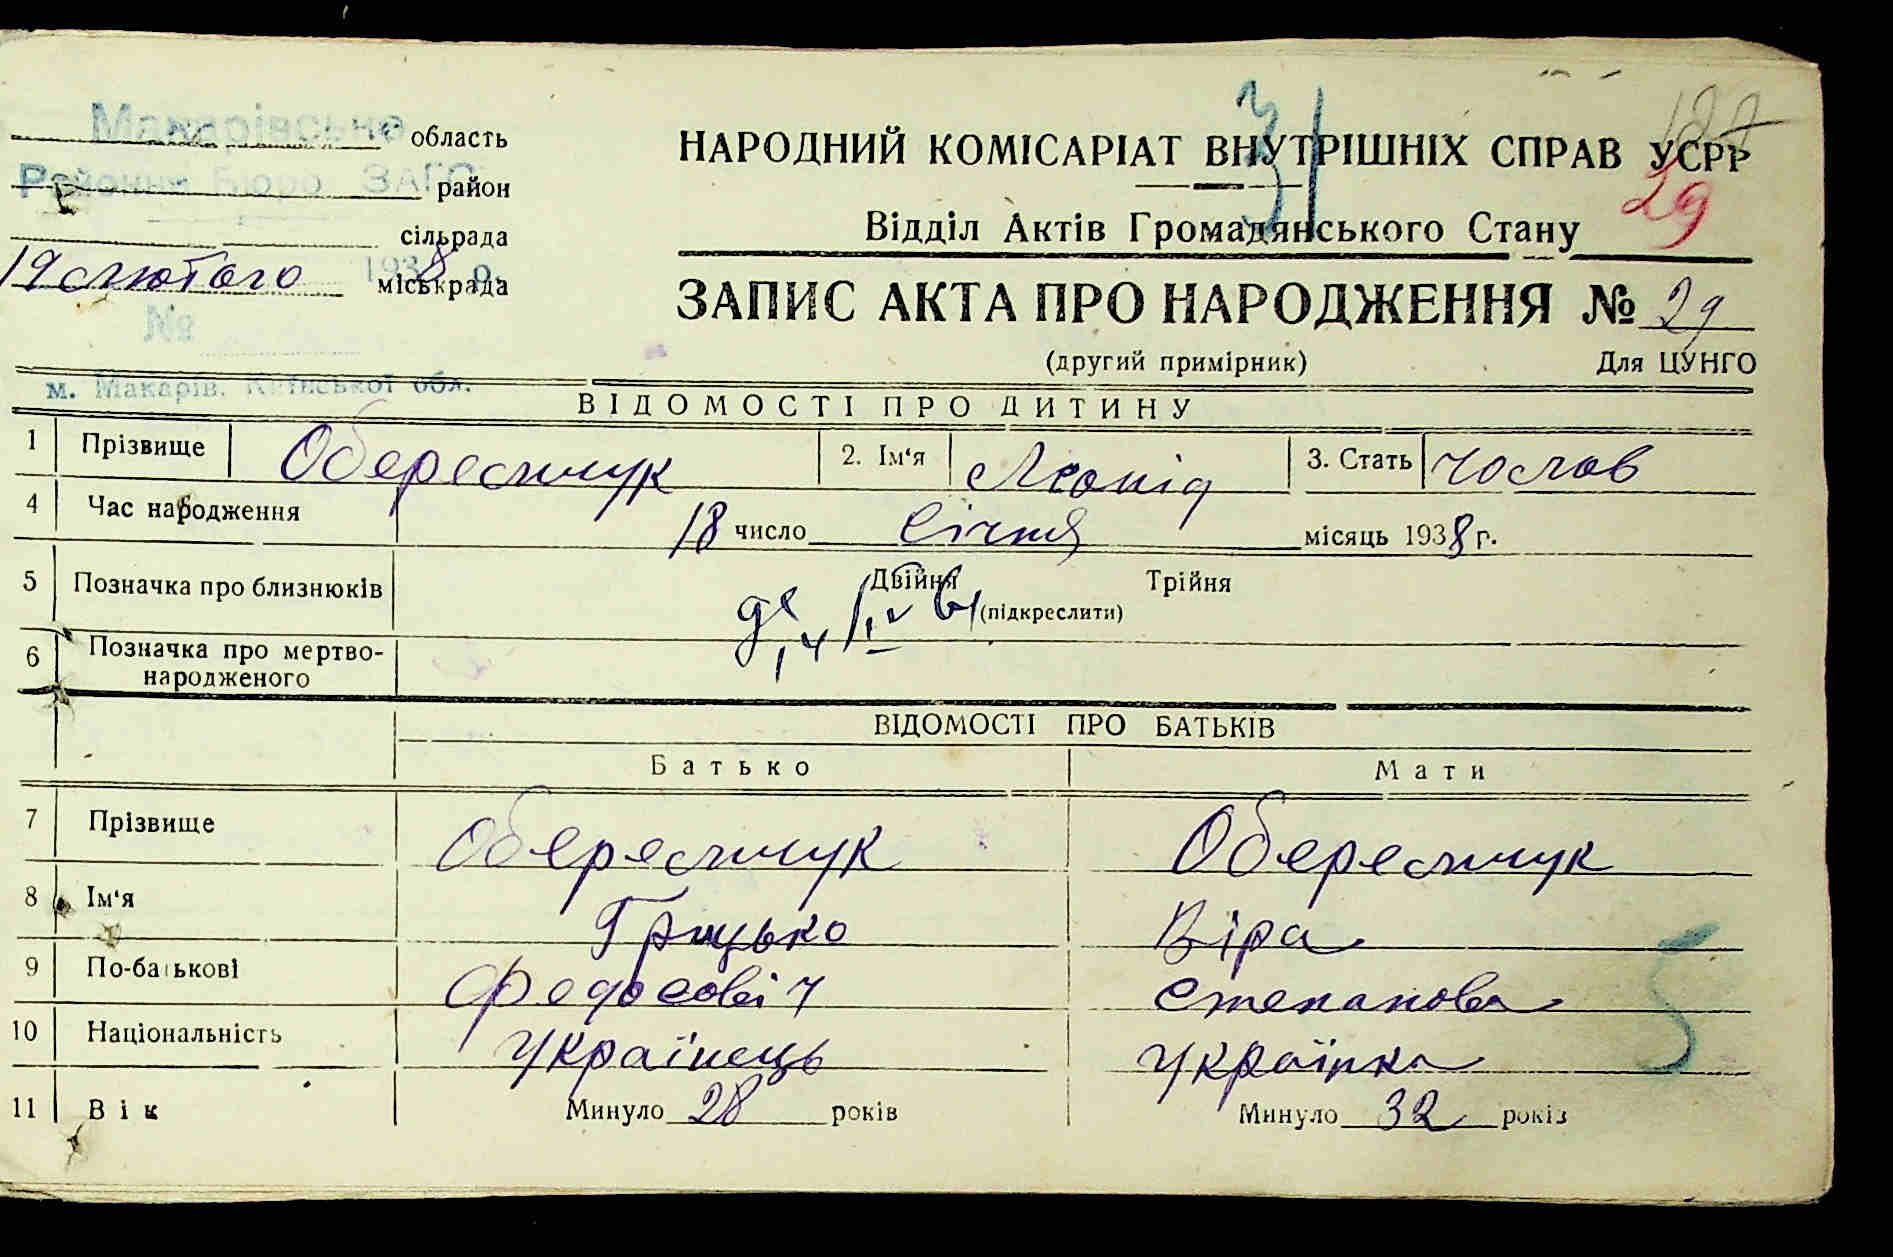 Макарівське область
Районне Бюро ЗАГС район
сільрада
19 лютого 1938 р. міськрада
№
м. Макарів, Київської обл.
187
31
29
НАРОДНИЙ КОМІСАРІАТ ВНУТРІШНІХ СПРАВ УСРР
Відділ Актів Громадянського Стану
ЗАПИС АКТА ПРО НАРОДЖЕННЯ № 29
(другий примірник) Для ЦУНГО
ВІДОМОСТІ ПРО ДИТИНУ
1 Прізвище Оберемчук 2. Ім'я Леонід 3. Стать чолов
4 Час народження 18 число Січня місяць 1938 г.
5 Позначка про близнюків Двійня Трійня
(підкреслити)
6 Позначка про мертво-
народженого
ВІДОМОСТІ ПРО БАТЬКІВ
Батько Мати
7 Прізвище Оберемчук Оберемчук
8 Ім'я Грицько Віра
9 По-батькові Федосовіч Степанова
10 Національність українець українка
11 Вік Минуло 28 років Минуло 32 років
5